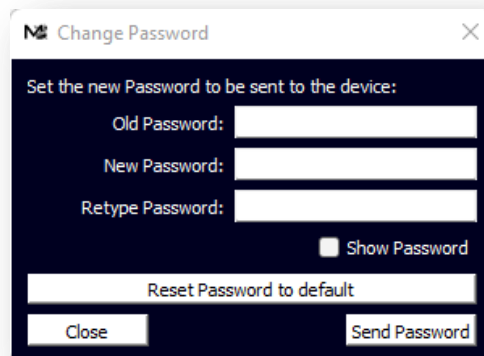 Change Password
Set the new Password to be sent to the device:
Old Password:
New Password:
Retype Password:
Show Password
Reset Password to default
Close Send Password